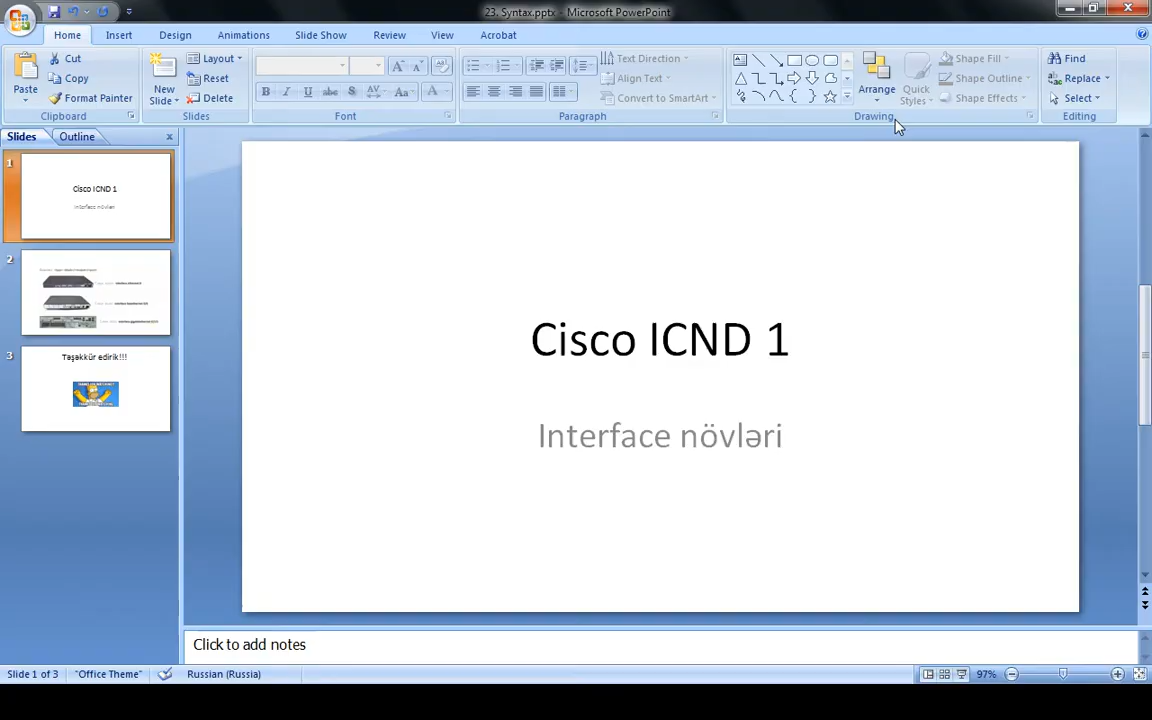 23. Syntax.pptx - Microsoft PowerPoint
Home Insert Design Animations Slide Show Review View Acrobat
Cut Layout Text Direction Shape Fill Find
Copy Reset Align Text Shape Outline Replace
Paste Format Painter New Slide Delete Convert to SmartArt Arrange Quick Styles Shape Effects Select
Clipboard Slides Font Paragraph Drawing Editing
Slides Outline
1
Cisco ICND 1
Interface növləri
2
3
Təşəkkür edirik!!!
Cisco ICND 1
Interface növləri
Click to add notes
Slide 1 of 3 "Office Theme" Russian (Russia) 97%